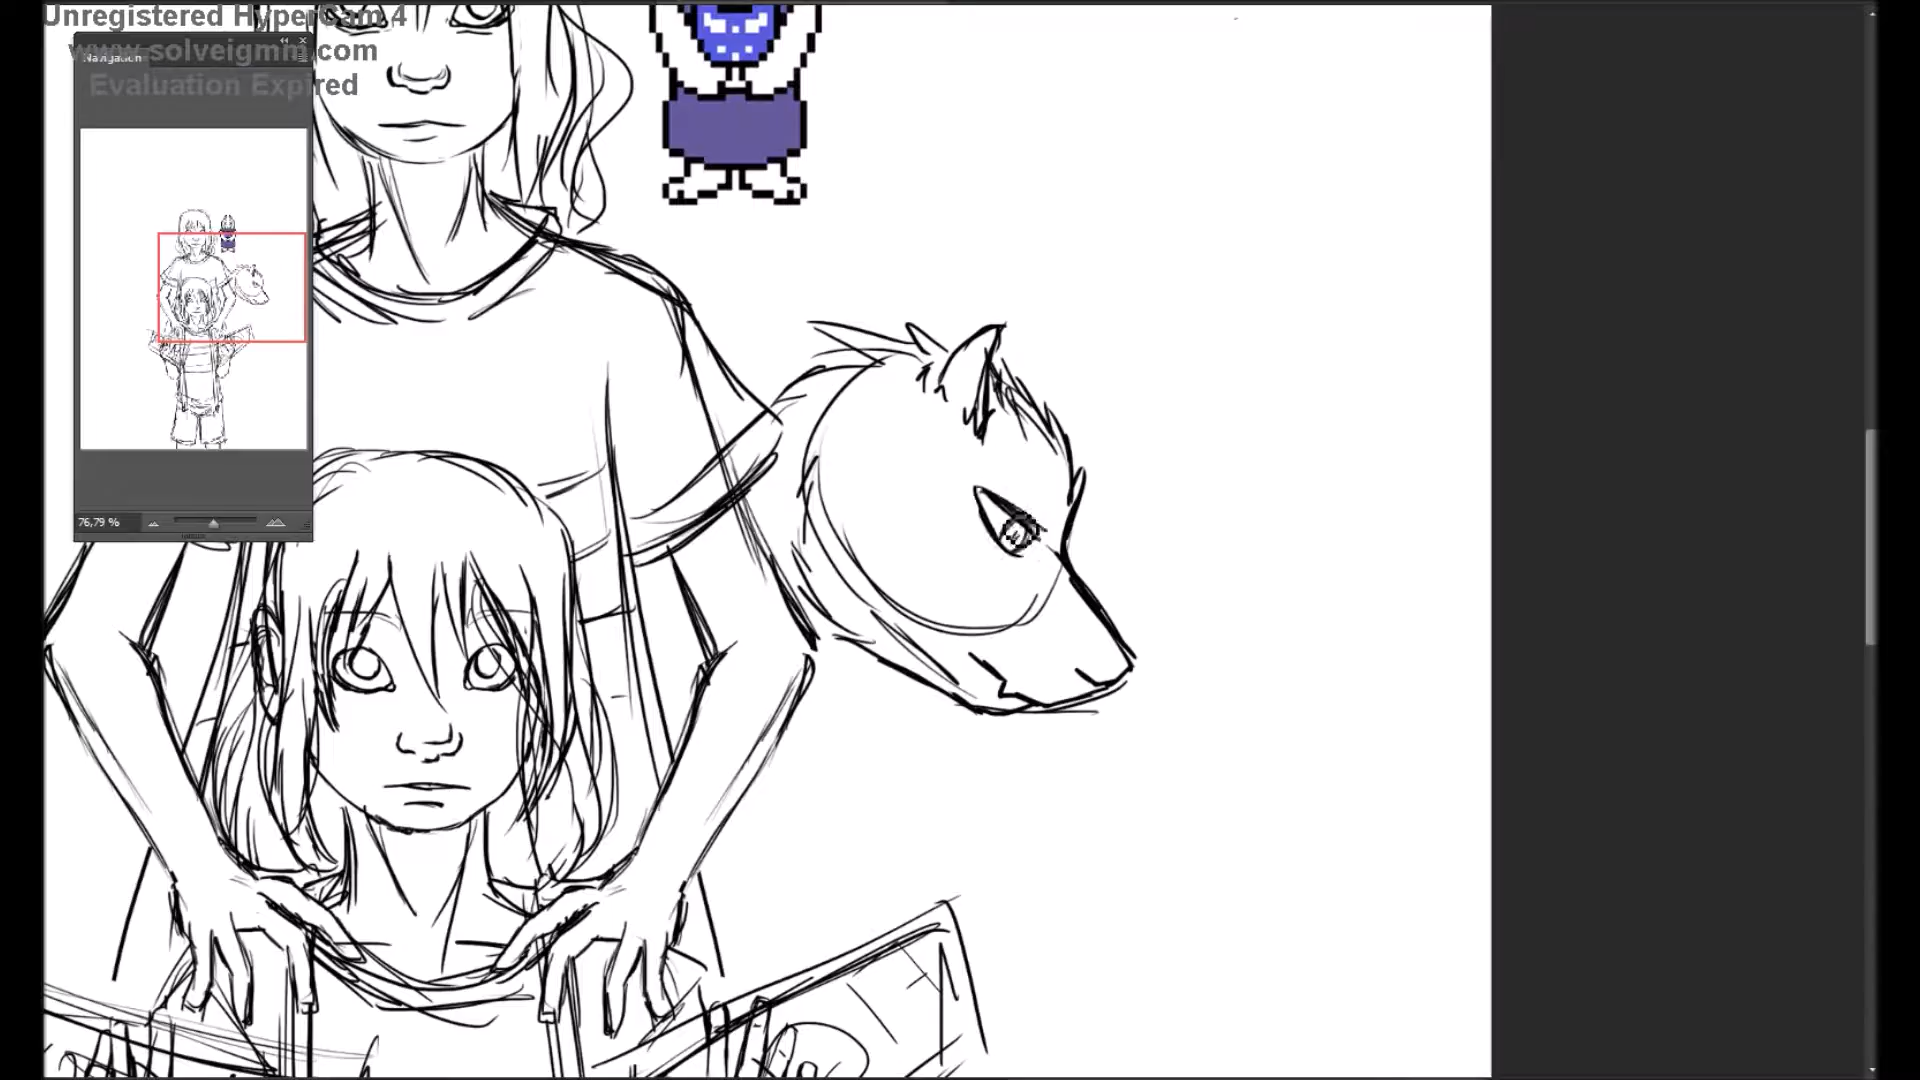 Unregistered HyperCam 4
www.solveigmm.com
Navigation
Evaluation Expired
76,79 %